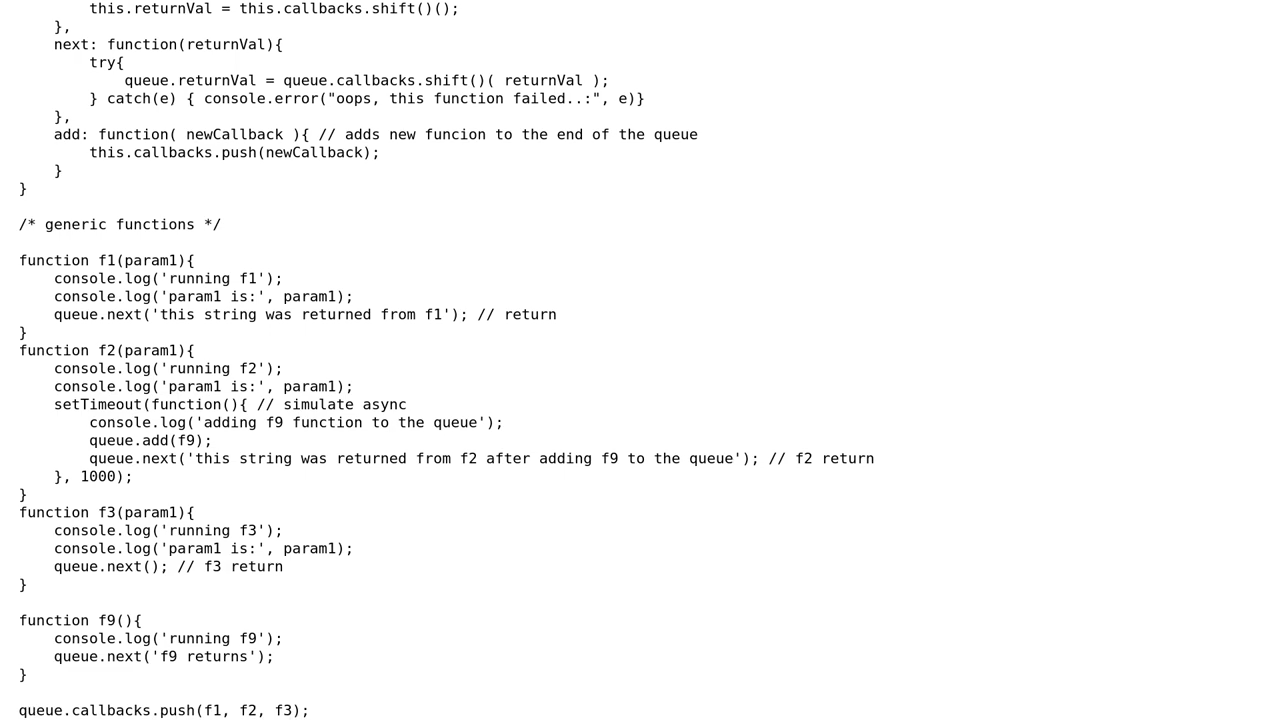 this.returnVal = this.callbacks.shift()();
    },
    next: function(returnVal){
        try{
            queue.returnVal = queue.callbacks.shift()( returnVal );
        } catch(e) { console.error("oops, this function failed..:", e)}
    },
    add: function( newCallback ){ // adds new funcion to the end of the queue
        this.callbacks.push(newCallback);
    }
}

/* generic functions */

function f1(param1){
    console.log('running f1');
    console.log('param1 is:', param1);
    queue.next('this string was returned from f1'); // return
}
function f2(param1){
    console.log('running f2');
    console.log('param1 is:', param1);
    setTimeout(function(){ // simulate async
        console.log('adding f9 function to the queue');
        queue.add(f9);
        queue.next('this string was returned from f2 after adding f9 to the queue'); // f2 return
    }, 1000);
}
function f3(param1){
    console.log('running f3');
    console.log('param1 is:', param1);
    queue.next(); // f3 return
}

function f9(){
    console.log('running f9');
    queue.next('f9 returns');
}

queue.callbacks.push(f1, f2, f3);